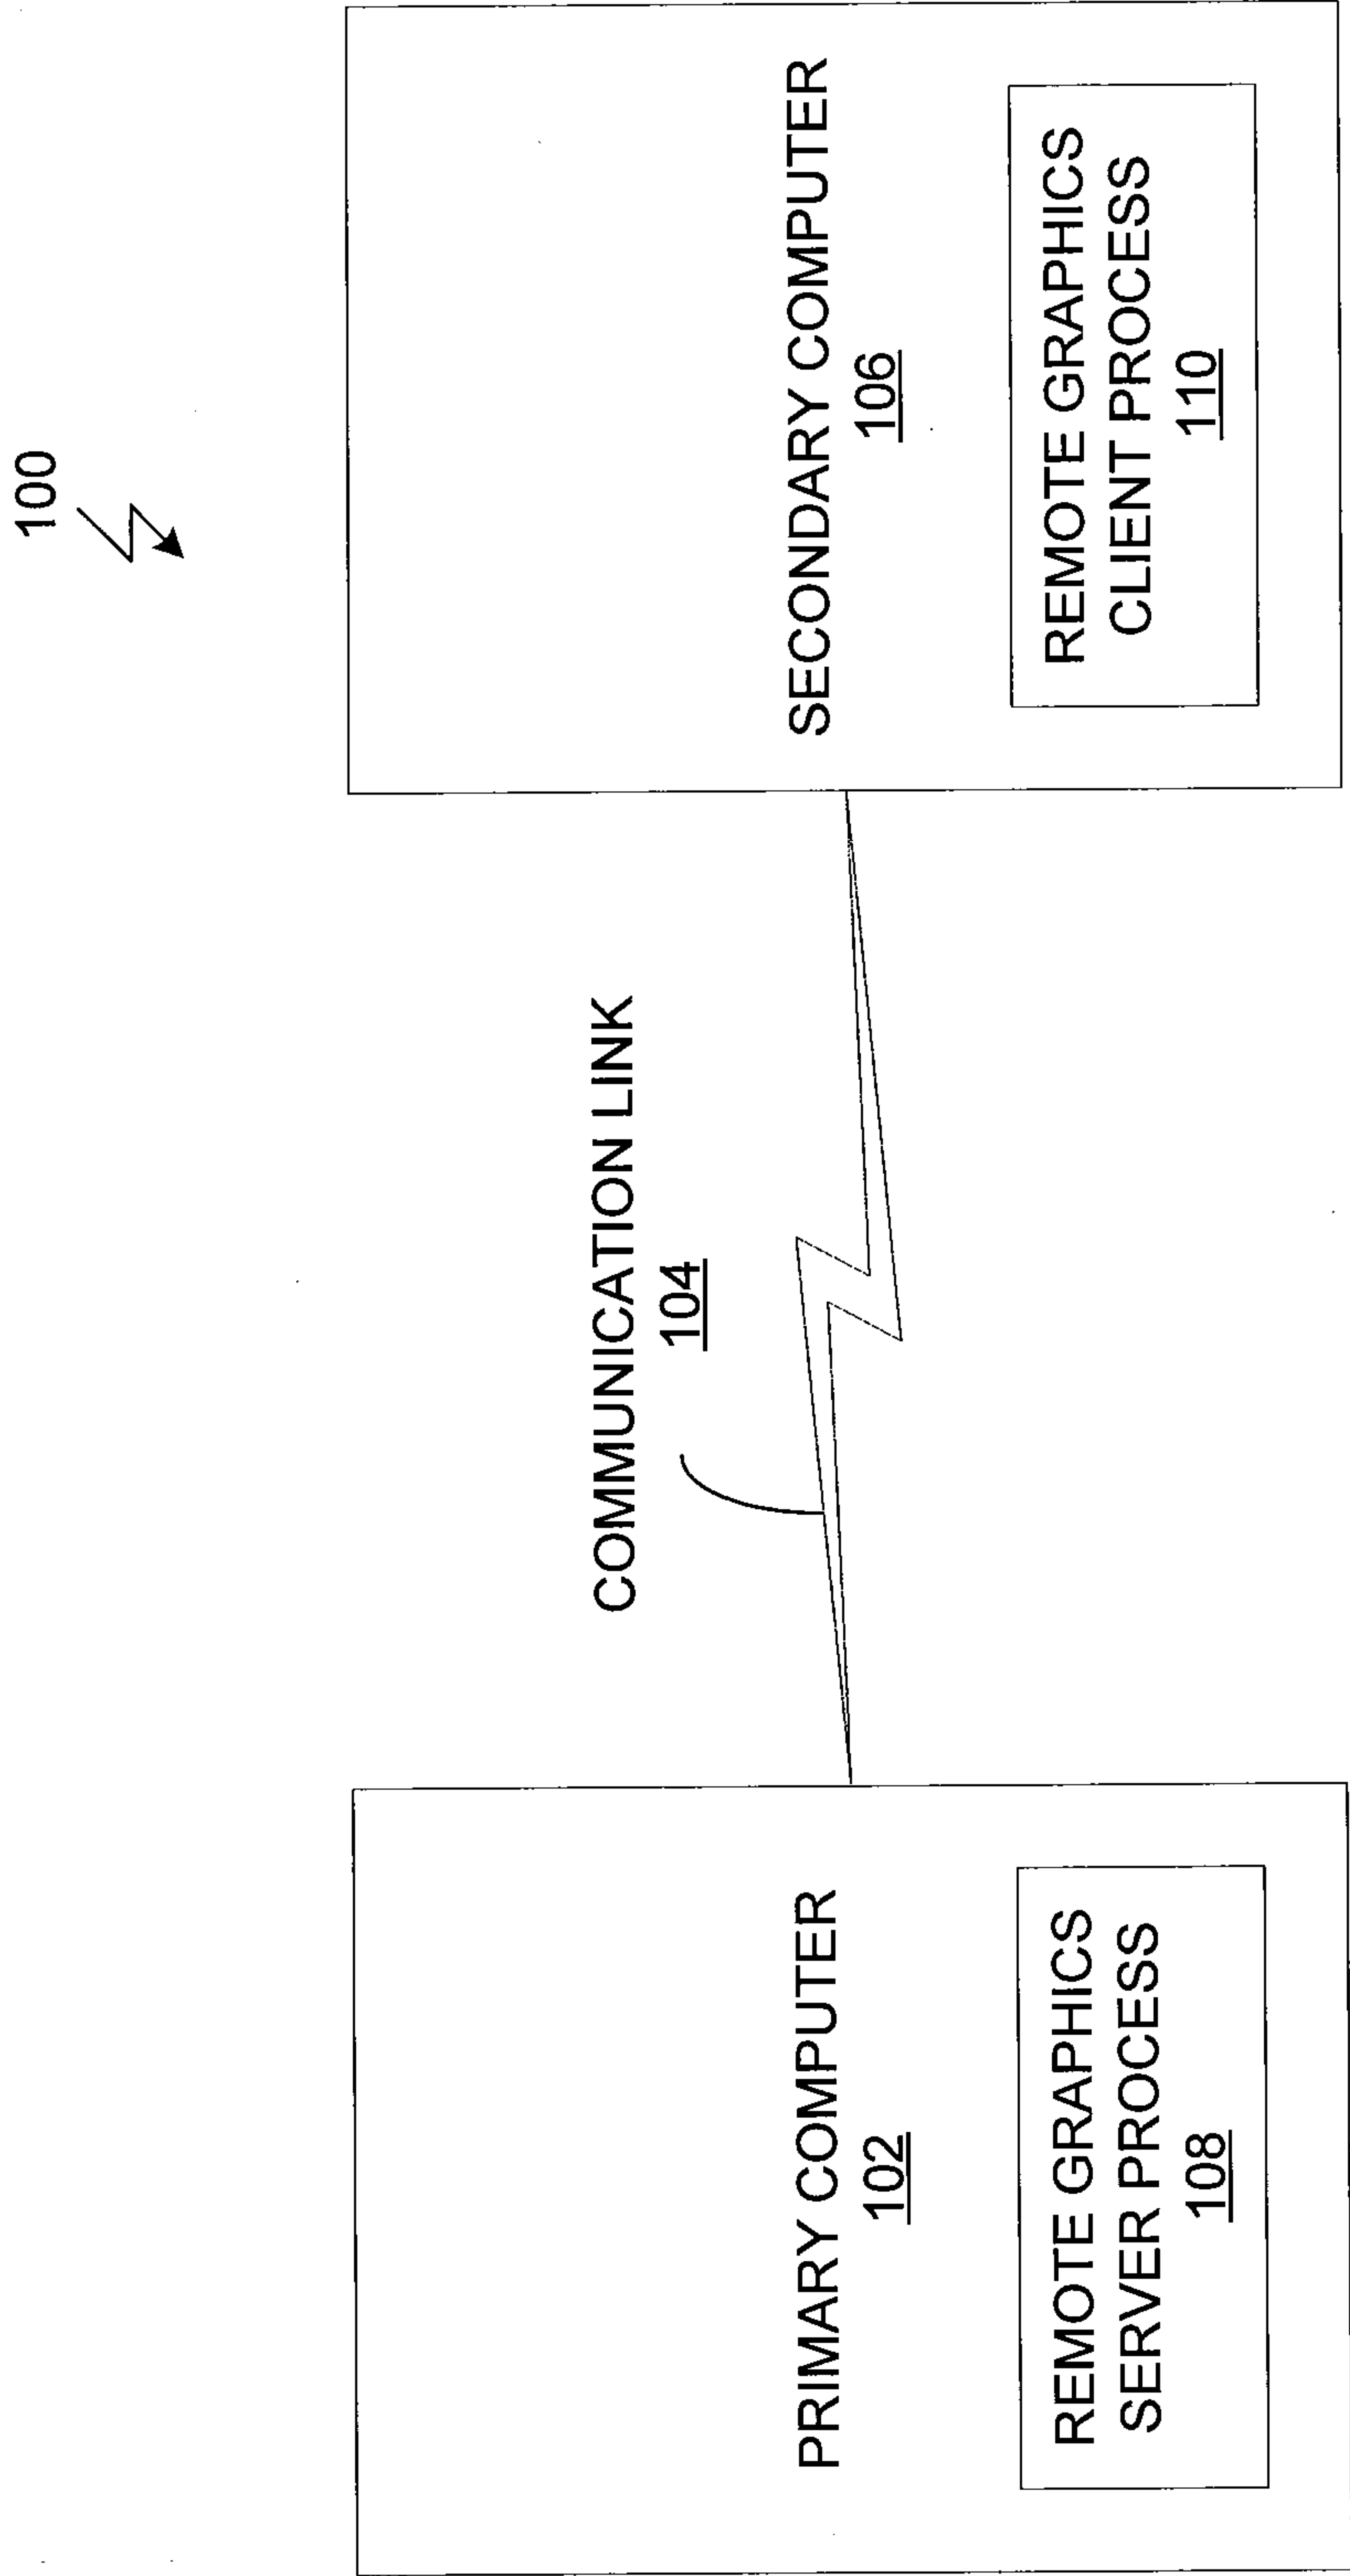 100
PRIMARY COMPUTER
102
REMOTE GRAPHICS
SERVER PROCESS
108
COMMUNICATION LINK
104
SECONDARY COMPUTER
106
REMOTE GRAPHICS
CLIENT PROCESS
110